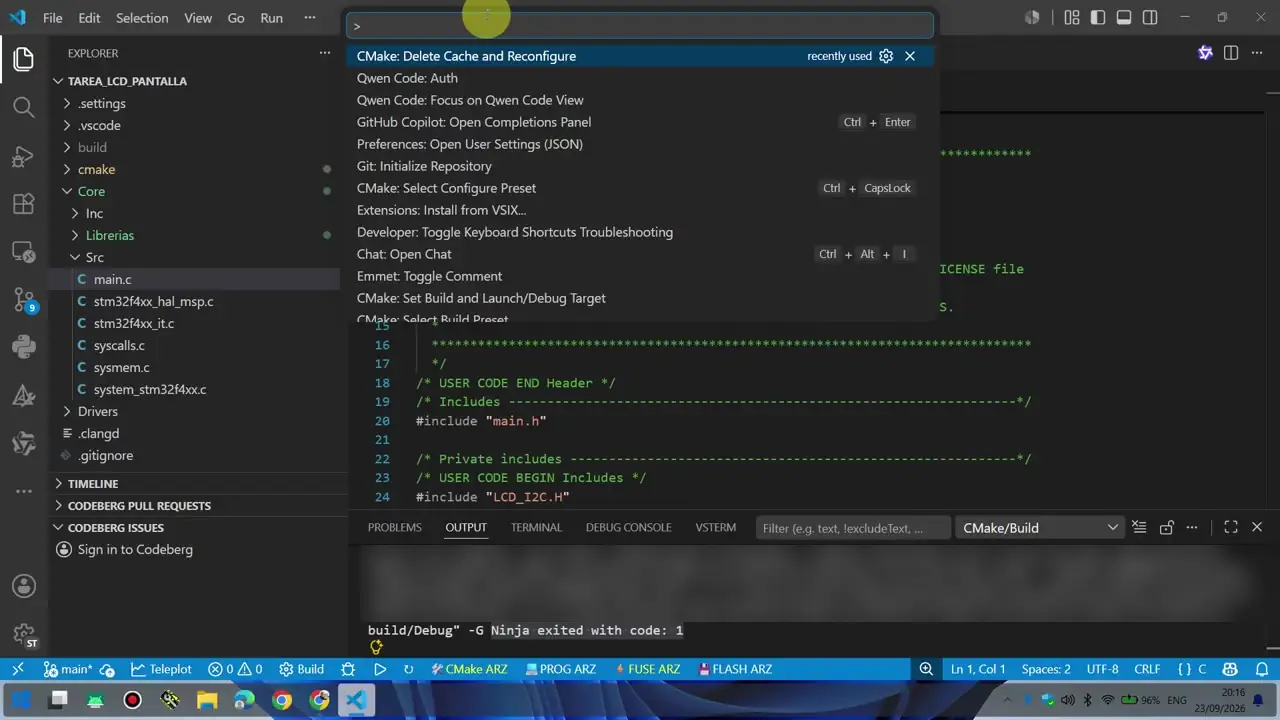 File Edit Selection View Go Run ···
>
CMake: Delete Cache and Reconfigure recently used
Qwen Code: Auth
Qwen Code: Focus on Qwen Code View
GitHub Copilot: Open Completions Panel Ctrl + Enter
Preferences: Open User Settings (JSON)
Git: Initialize Repository
CMake: Select Configure Preset Ctrl + CapsLock
Extensions: Install from VSIX...
Developer: Toggle Keyboard Shortcuts Troubleshooting
Chat: Open Chat Ctrl + Alt + I
Emmet: Toggle Comment
CMake: Set Build and Launch/Debug Target
CMake: Select Build Preset
EXPLORER ···
TAREA_LCD_PANTALLA
.settings
.vscode
build
cmake
Core
Inc
Librerias
Src
C main.c
C stm32f4xx_hal_msp.c
C stm32f4xx_it.c
C syscalls.c
C sysmem.c
C system_stm32f4xx.c
Drivers
.clangd
.gitignore
TIMELINE
CODEBERG PULL REQUESTS
CODEBERG ISSUES
Sign in to Codeberg
9
ST
************
ICENSE file
S.
15 *
16 ******************************************************************************
17 */
18 /* USER CODE END Header */
19 /* Includes ------------------------------------------------------------------*/
20 #include "main.h"
21
22 /* Private includes ----------------------------------------------------------*/
23 /* USER CODE BEGIN Includes */
24 #include "LCD_I2C.H"
PROBLEMS OUTPUT TERMINAL DEBUG CONSOLE VSTERM Filter (e.g. text, !excludeText, ... CMake/Build
build/Debug" -G Ninja exited with code: 1
main* Teleplot 0 0 Build CMake ARZ PROG ARZ FUSE ARZ FLASH ARZ Ln 1, Col 1 Spaces: 2 UTF-8 CRLF { } C
96% ENG 20:16
23/09/2026